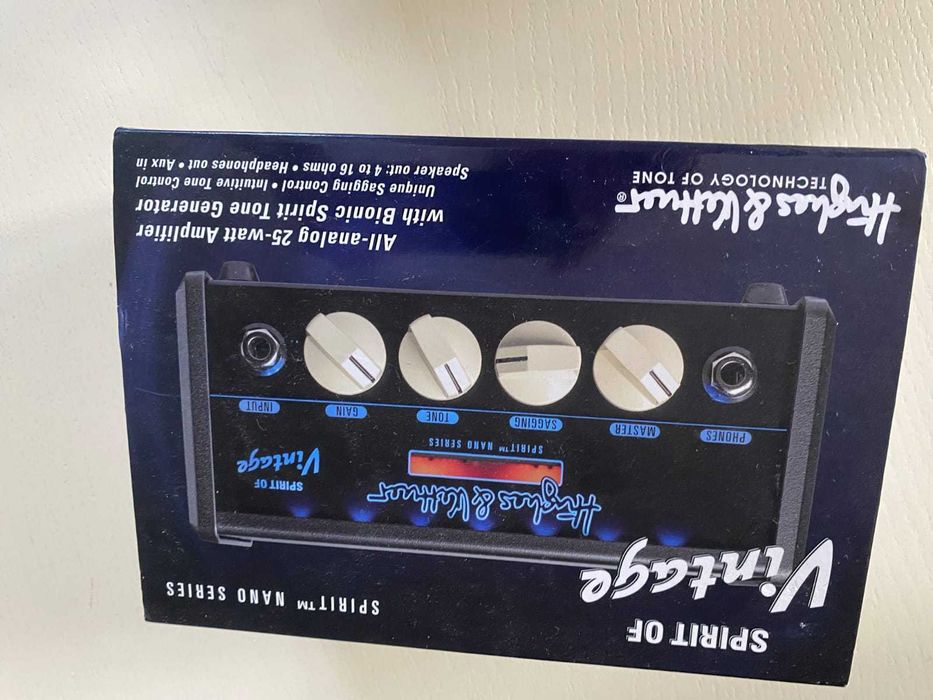 SPIRIT OF
Vintage
SPIRIT™ NANO SERIES
Hughes & Kettner
SPIRIT™ NANO SERIES
SPIRIT OF
Vintage
PHONES MASTER SAGGING TONE GAIN INPUT
Hughes & Kettner®
TECHNOLOGY OF TONE
All-analog 25-watt Amplifier
with Bionic Spirit Tone Generator
Unique Sagging Control • Intuitive Tone Control
Speaker out: 4 to 16 ohms • Headphones out • Aux in